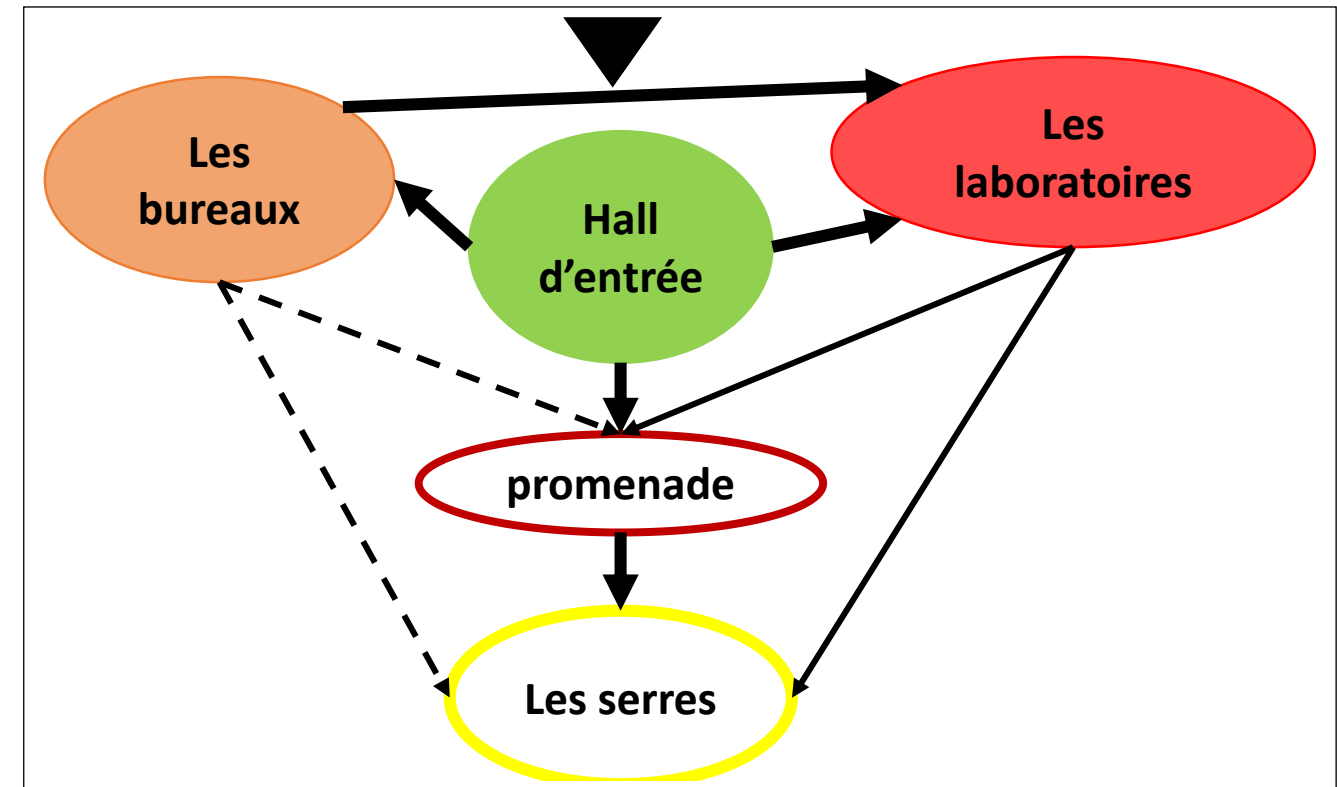 Les
bureaux
Hall
d'entrée
Les
laboratoires
promenade
Les serres